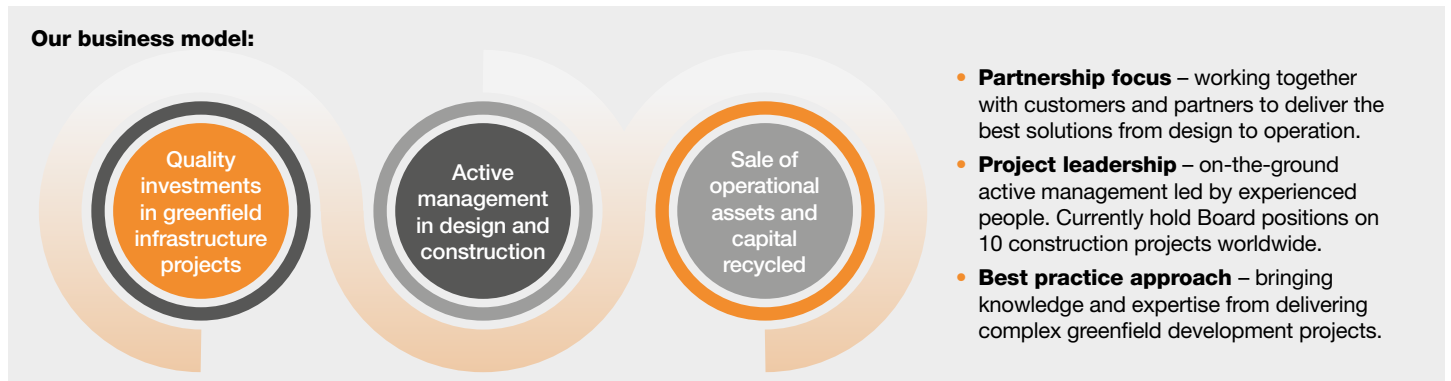 Our business model:
Quality
investments
in greenfield
infrastructure
projects
Active
management
in design and
construction
Sale of
operational
assets and
capital
recycled
• Partnership focus – working together
with customers and partners to deliver the
best solutions from design to operation.
• Project leadership – on-the-ground
active management led by experienced
people. Currently hold Board positions on
10 construction projects worldwide.
• Best practice approach – bringing
knowledge and expertise from delivering
complex greenfield development projects.